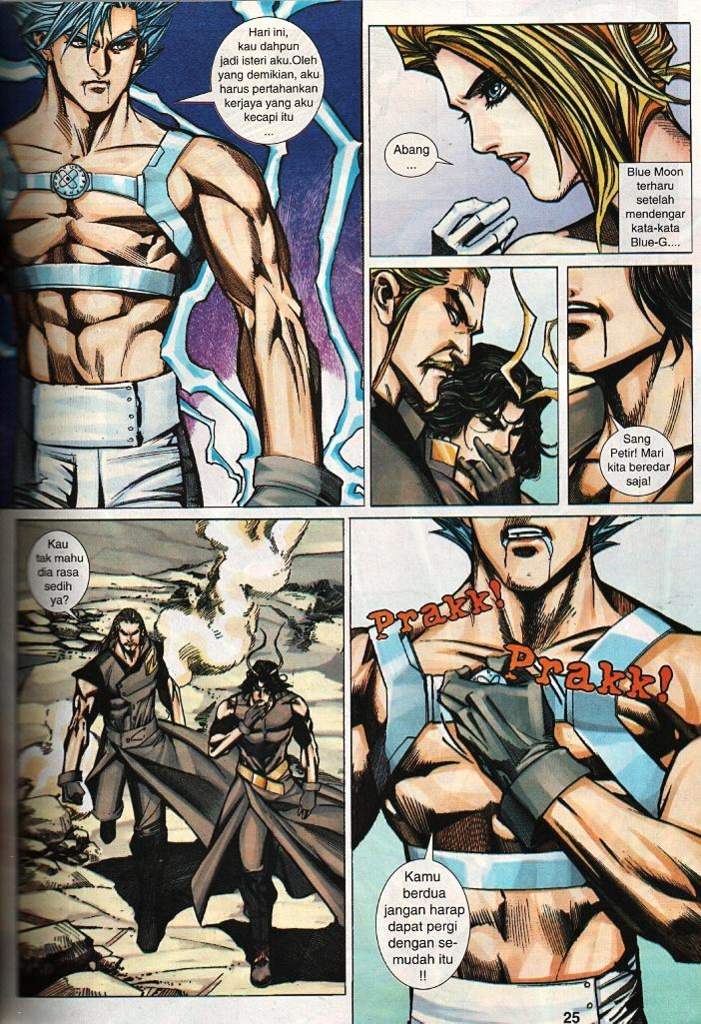 Hari ini,
kau dahpun
jadi isteri aku.Oleh
yang demikian, aku
harus pertahankan
kerjaya yang aku
kecapi itu
...
Abang
...
Blue Moon
terharu
setelah
mendengar
kata-kata
Blue-G....
Sang
Petir! Mari
kita beredar
saja!
Kau
tak mahu
dia rasa
sedih
ya?
Prakk!
Prakk!
Kamu
berdua
jangan harap
dapat pergi
dengan se-
mudah itu
!!
25